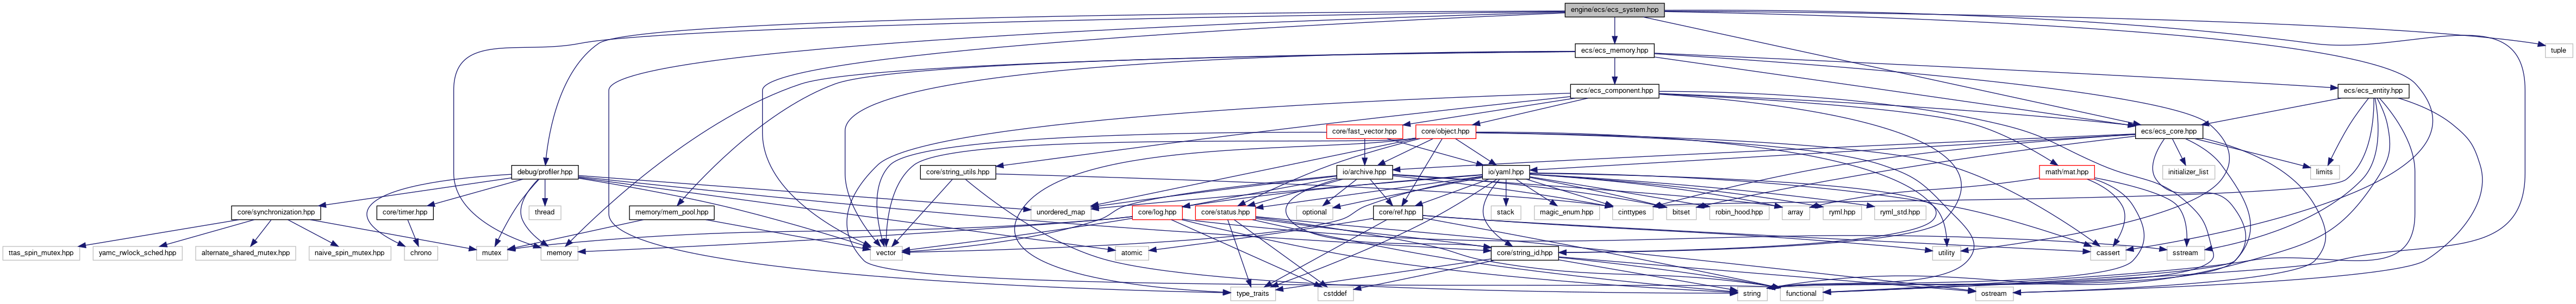 engine/ecs/ecs_system.hpp
ecs/ecs_memory.hpp
tuple
ecs/ecs_component.hpp
ecs/ecs_entity.hpp
core/fast_vector.hpp
core/object.hpp
ecs/ecs_core.hpp
debug/profiler.hpp
core/string_utils.hpp
io/archive.hpp
io/yaml.hpp
math/mat.hpp
initializer_list
limits
core/synchronization.hpp
core/timer.hpp
thread
memory/mem_pool.hpp
unordered_map
core/log.hpp
core/status.hpp
optional
core/ref.hpp
stack
magic_enum.hpp
cinttypes
bitset
robin_hood.hpp
array
ryml.hpp
ryml_std.hpp
ttas_spin_mutex.hpp
yamc_rwlock_sched.hpp
alternate_shared_mutex.hpp
naive_spin_mutex.hpp
chrono
mutex
memory
vector
atomic
core/string_id.hpp
utility
cassert
sstream
type_traits
cstddef
string
functional
ostream